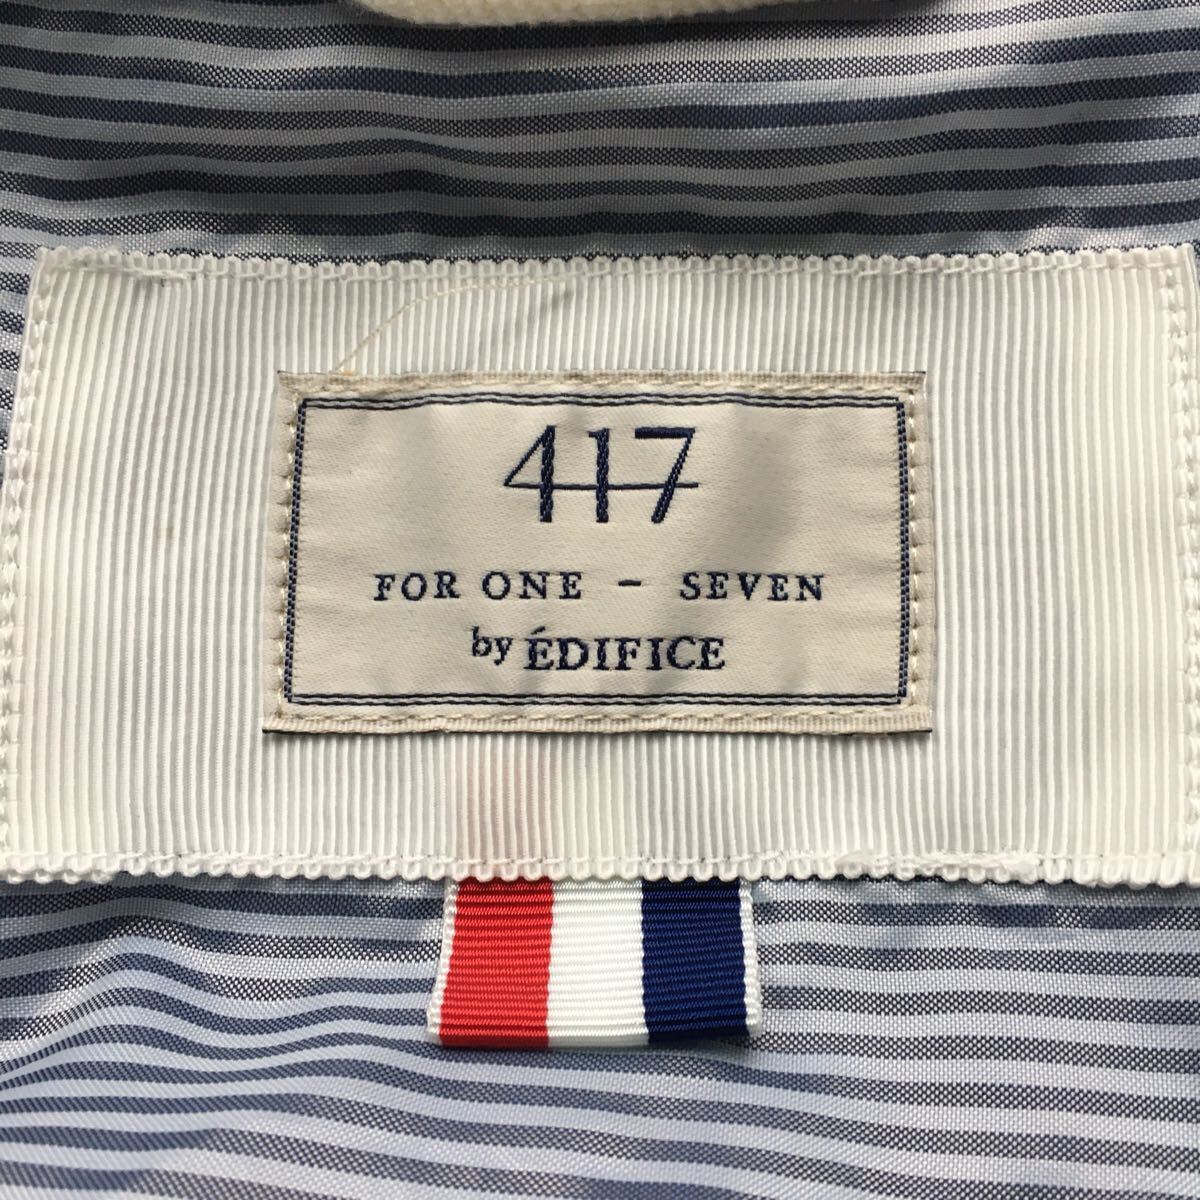 417
FOR ONE - SEVEN
by ÉDIFICE